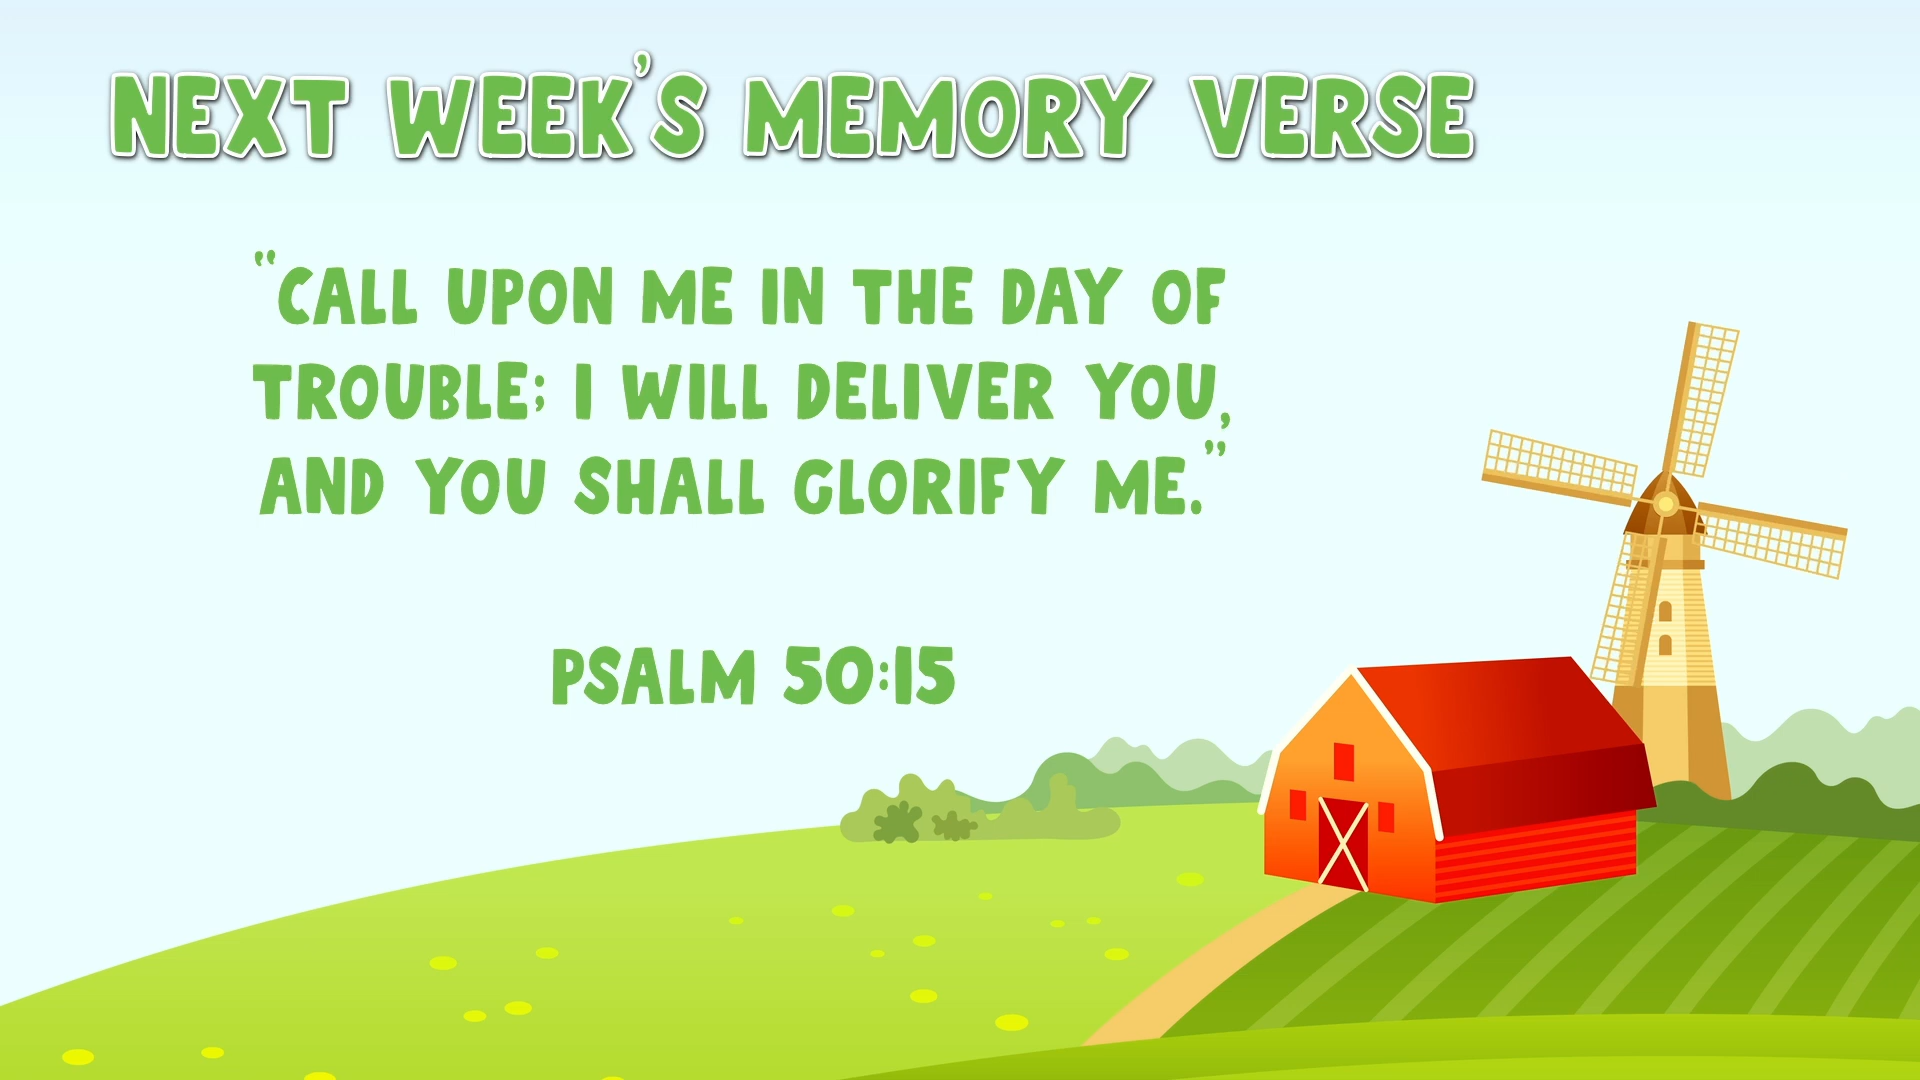 NEXT WEEK'S MEMORY VERSE
"CALL UPON ME IN THE DAY OF
TROUBLE; I WILL DELIVER YOU,
AND YOU SHALL GLORIFY ME."
PSALM 50:15